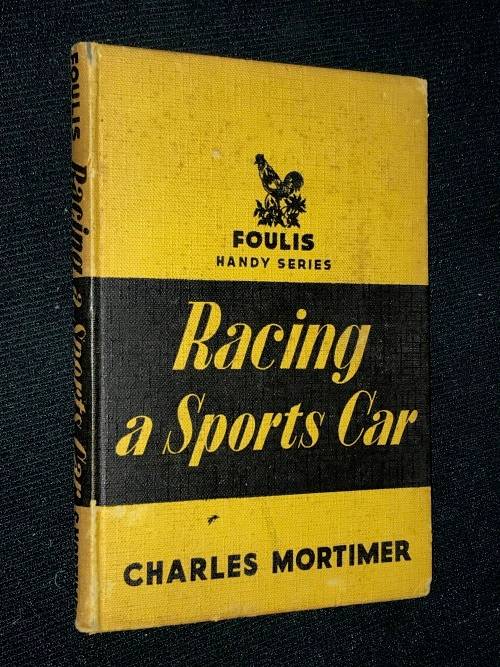 FOULIS
HANDY SERIES
Racing
a Sports Car
CHARLES MORTIMER
FOULIS
Racing a Sports Car